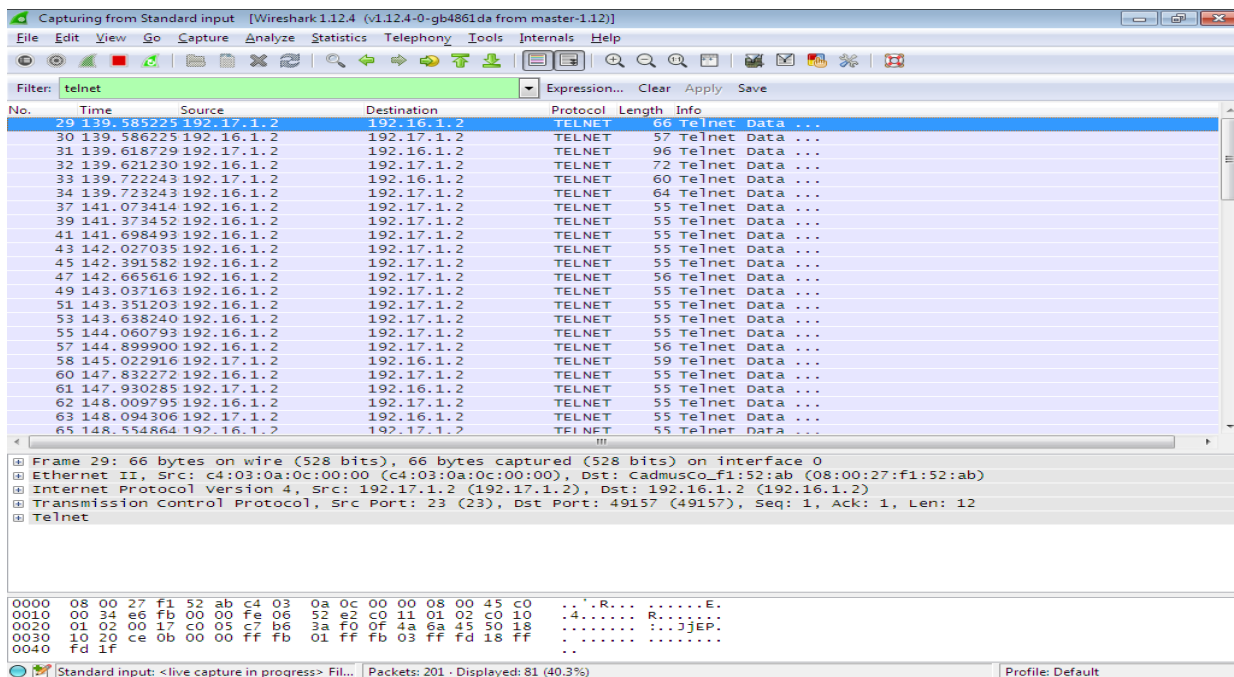 Capturing from Standard input [Wireshark 1.12.4 (v1.12.4-0-gb4861da from master-1.12)]
File Edit View Go Capture Analyze Statistics Telephony Tools Internals Help
Filter: telnet Expression... Clear Apply Save
No. Time Source Destination Protocol Length Info
29 139.585225 192.17.1.2 192.16.1.2 TELNET 66 Telnet Data ...
30 139.586225 192.16.1.2 192.17.1.2 TELNET 57 Telnet Data ...
31 139.618729 192.17.1.2 192.16.1.2 TELNET 96 Telnet Data ...
32 139.621230 192.16.1.2 192.17.1.2 TELNET 72 Telnet Data ...
33 139.722243 192.17.1.2 192.16.1.2 TELNET 60 Telnet Data ...
34 139.723243 192.16.1.2 192.17.1.2 TELNET 64 Telnet Data ...
37 141.073414 192.16.1.2 192.17.1.2 TELNET 55 Telnet Data ...
39 141.373452 192.16.1.2 192.17.1.2 TELNET 55 Telnet Data ...
41 141.698493 192.16.1.2 192.17.1.2 TELNET 55 Telnet Data ...
43 142.027035 192.16.1.2 192.17.1.2 TELNET 55 Telnet Data ...
45 142.391582 192.16.1.2 192.17.1.2 TELNET 55 Telnet Data ...
47 142.665616 192.16.1.2 192.17.1.2 TELNET 56 Telnet Data ...
49 143.037163 192.16.1.2 192.17.1.2 TELNET 55 Telnet Data ...
51 143.351203 192.16.1.2 192.17.1.2 TELNET 55 Telnet Data ...
53 143.638240 192.16.1.2 192.17.1.2 TELNET 55 Telnet Data ...
55 144.060793 192.16.1.2 192.17.1.2 TELNET 55 Telnet Data ...
57 144.899900 192.16.1.2 192.17.1.2 TELNET 56 Telnet Data ...
58 145.022916 192.17.1.2 192.16.1.2 TELNET 59 Telnet Data ...
60 147.832272 192.16.1.2 192.17.1.2 TELNET 55 Telnet Data ...
61 147.930285 192.17.1.2 192.16.1.2 TELNET 55 Telnet Data ...
62 148.009795 192.16.1.2 192.17.1.2 TELNET 55 Telnet Data ...
63 148.094306 192.17.1.2 192.16.1.2 TELNET 55 Telnet Data ...
65 148.554864 192.16.1.2 192.17.1.2 TELNET 55 Telnet Data ...
Frame 29: 66 bytes on wire (528 bits), 66 bytes captured (528 bits) on interface 0
Ethernet II, Src: c4:03:0a:0c:00:00 (c4:03:0a:0c:00:00), Dst: CadmusCo_f1:52:ab (08:00:27:f1:52:ab)
Internet Protocol Version 4, Src: 192.17.1.2 (192.17.1.2), Dst: 192.16.1.2 (192.16.1.2)
Transmission Control Protocol, Src Port: 23 (23), Dst Port: 49157 (49157), Seq: 1, Ack: 1, Len: 12
Telnet
0000 08 00 27 f1 52 ab c4 03 0a 0c 00 00 08 00 45 c0 ..'.R... ......E.
0010 00 34 e6 fb 00 00 fe 06 52 e2 c0 11 01 02 c0 10 .4...... R.......
0020 01 02 00 17 c0 05 c7 b6 3a f0 0f 4a 6a 45 50 18 ........ :..JjEP.
0030 10 20 ce 0b 00 00 ff fb 01 ff fb 03 ff fd 18 ff . ...... ........
0040 fd 1f ..
Standard input: <live capture in progress> Fil... Packets: 201 · Displayed: 81 (40.3%) Profile: Default